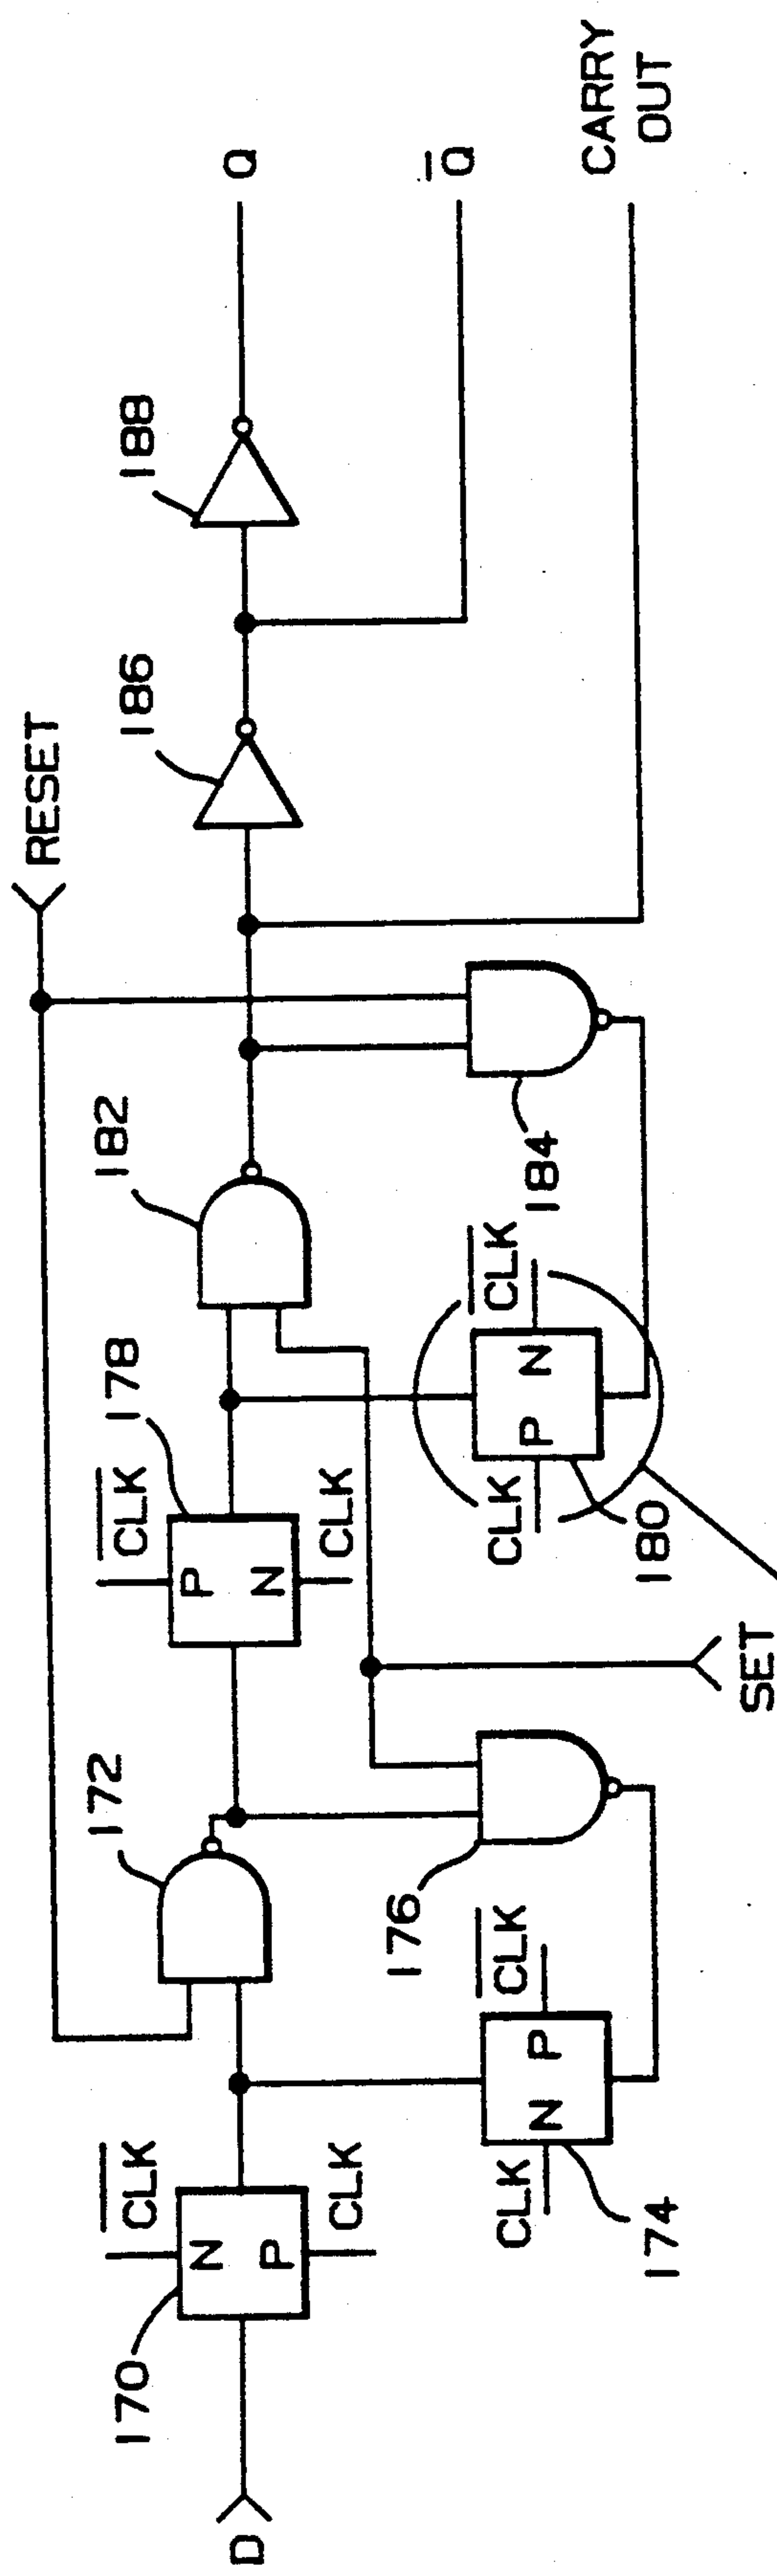 RESET
172
182
186
188
Q
170
CLK
N
P
CLK
178
CLK
P
N
CLK
Q
CARRY
OUT
D
176
184
CLK
N
P
CLK
174
CLK
P
N
CLK
180
SET